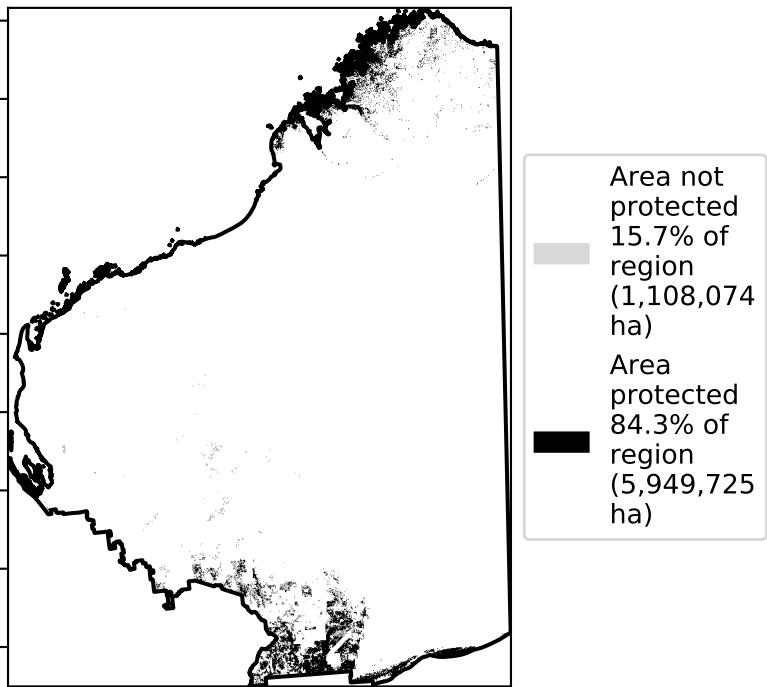 Area not
protected
15.7% of
region
(1,108,074
ha)
Area
protected
84.3% of
region
(5,949,725
ha)